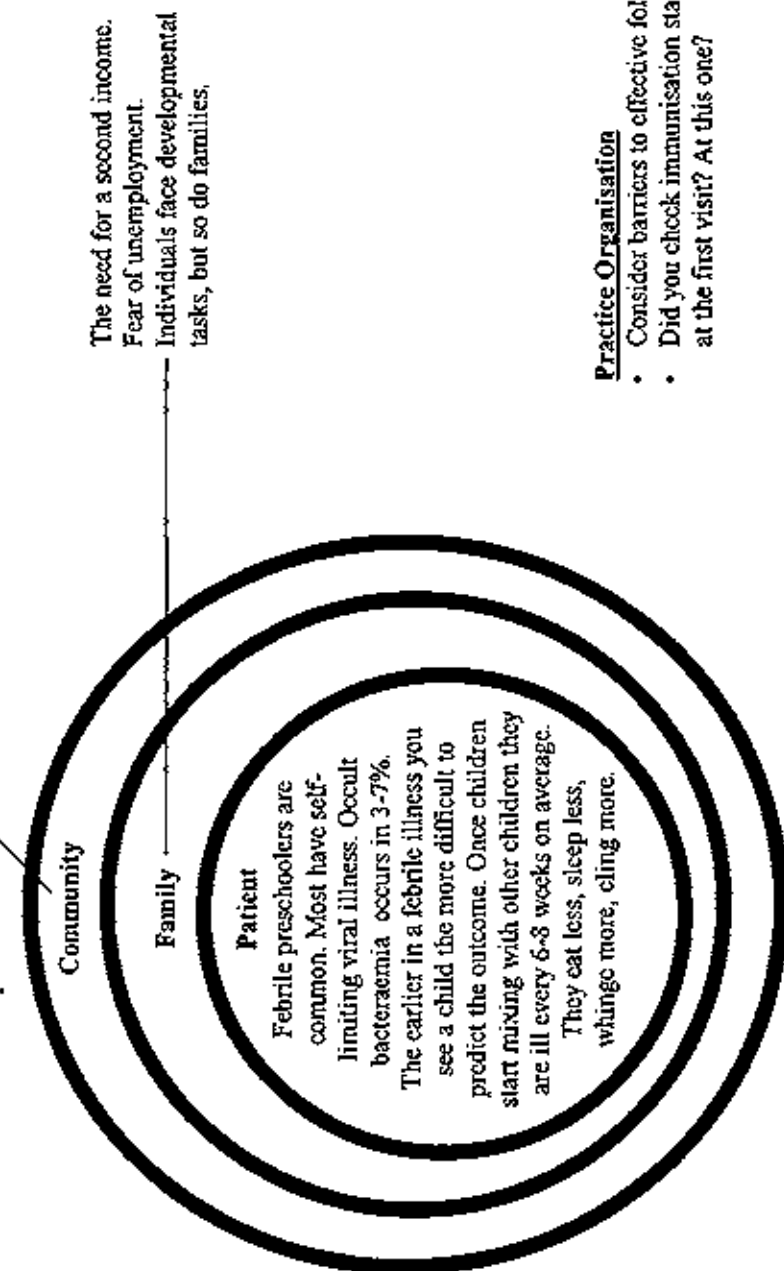 Community
Family
Patient
Febrile preschoolers are
common. Most have self-
limiting viral illness. Occult
bacteraemia occurs in 3-7%.
The earlier in a febrile illness you
see a child the more difficult to
predict the outcome. Once children
start mixing with other children they
are ill every 6-8 weeks on average.
They eat less, sleep less,
whinge more, cling more.
The need for a second income.
Fear of unemployment.
Individuals face developmental
tasks, but so do families,
Practice Organisation
• Consider barriers to effective fol
• Did you check immunisation sta
at the first visit? At this one?